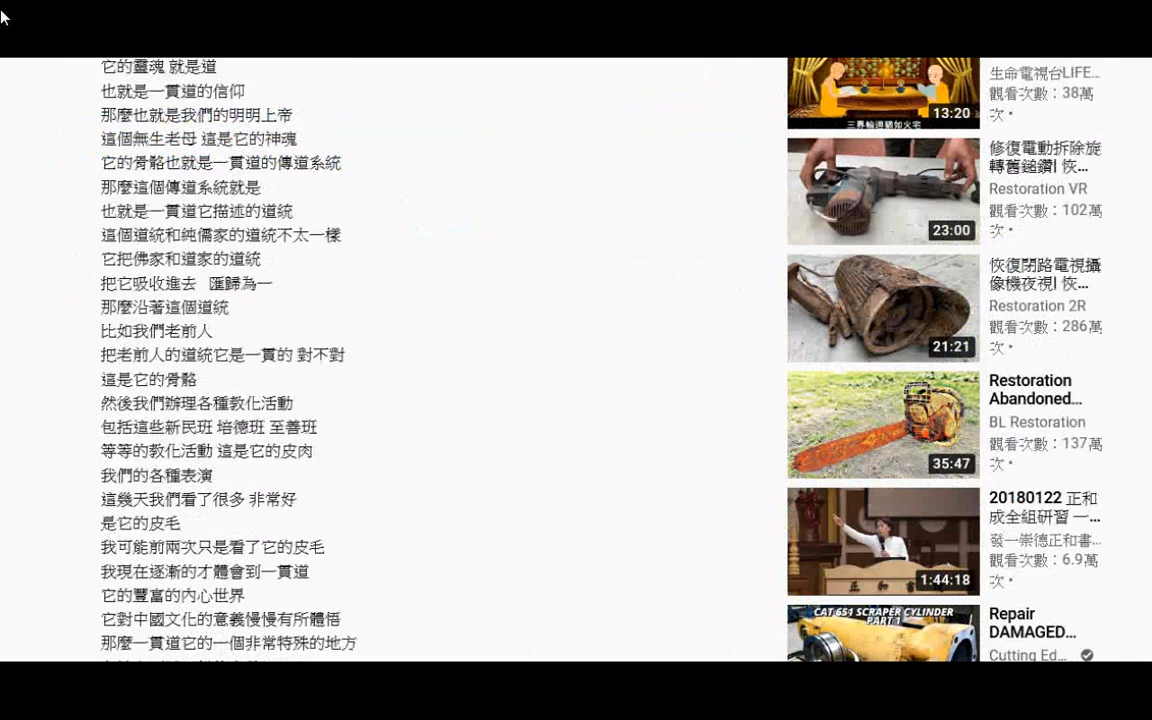 它的靈魂 就是道
也就是一貫道的信仰
那麼也就是我們的明明上帝
這個無生老母 這是它的神魂
它的骨骼也就是一貫道的傳道系統
那麼這個傳道系統就是
也就是一貫道它描述的道統
這個道統和純儒家的道統不太一樣
它把佛家和道家的道統
把它吸收進去 匯歸為一
那麼沿著這個道統
比如我們老前人
把老前人的道統它是一貫的 對不對
這是它的骨骼
然後我們辦理各種教化活動
包括這些新民班 培德班 至善班
等等的教化活動 這是它的皮肉
我們的各種表演
這幾天我們看了很多 非常好
是它的皮毛
我可能前兩次只是看了它的皮毛
我現在逐漸的才體會到一貫道
它的豐富的內心世界
它對中國文化的意義慢慢有所體悟
那麼一貫道它的一個非常特殊的地方
三界輪迴猶如火宅
13:20
生命電視台LIFE...
觀看次數：38萬
次・
23:00
修復電動拆除旋
轉舊鎚鑽| 恢...
Restoration VR
觀看次數：102萬
次・
21:21
恢復閉路電視攝
像機夜視| 恢...
Restoration 2R
觀看次數：286萬
次・
35:47
Restoration
Abandoned...
BL Restoration
觀看次數：137萬
次・
正和書
1:44:18
20180122 正和
成全組研習 一...
發一崇德正和書...
觀看次數：6.9萬
次・
CAT 651 SCRAPER CYLINDER
PART 1
Repair
DAMAGED...
Cutting Ed...